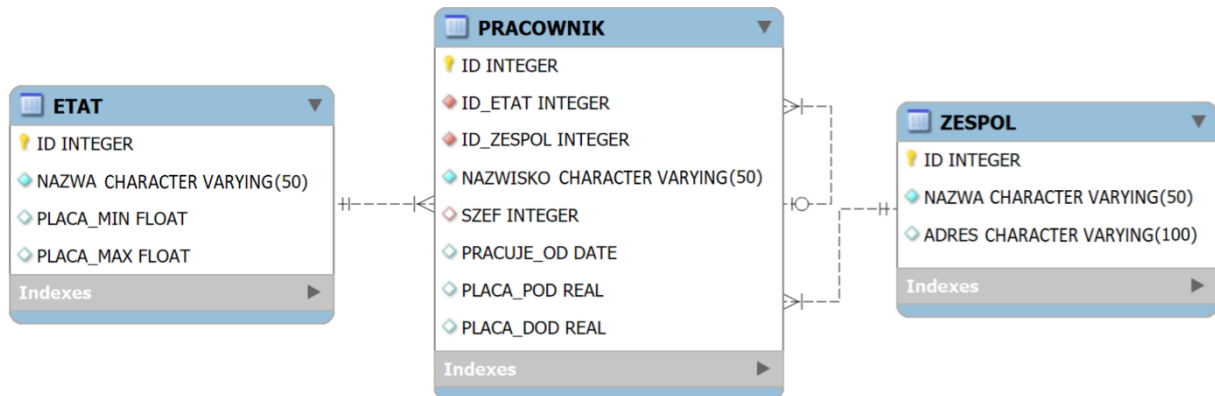 ETAT
ID INTEGER
NAZWA CHARACTER VARYING(50)
PLACA_MIN FLOAT
PLACA_MAX FLOAT
Indexes
PRACOWNIK
ID INTEGER
ID_ETAT INTEGER
ID_ZESPOL INTEGER
NAZWISKO CHARACTER VARYING(50)
SZEF INTEGER
PRACUJE_OD DATE
PLACA_POD REAL
PLACA_DOD REAL
Indexes
ZESPOL
ID INTEGER
NAZWA CHARACTER VARYING(50)
ADRES CHARACTER VARYING(100)
Indexes